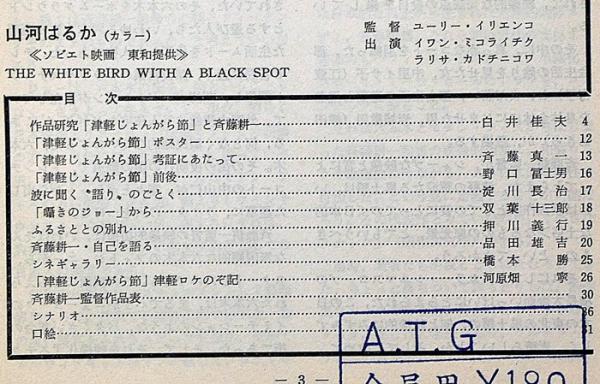 山河はるか (カラー)
監督 ユーリー・イリエンコ
≪ソビエト映画 東和提供≫
出演 イワン・ミコライチク
ラリサ・カドチニコワ
THE WHITE BIRD WITH A BLACK SPOT
目次
作品研究「津軽じょんがら節」と斉藤耕一 白井佳夫 4
「津軽じょんがら節」ポスター 12
「津軽じょんがら節」考証にあたって 斉藤真一 13
「津軽じょんがら節」前後 野口冨士男 16
波に聞く〝語り〟のごとく 淀川長治 17
「囁きのジョー」から 双葉十三郎 18
ふるさととの別れ 押川義行 19
斉藤耕一・自己を語る 品田雄吉 20
シネギャラリー 橋本勝 25
「津軽じょんがら節」津軽ロケのぞ記 河原畑寧 26
斉藤耕一監督作品表 30
シナリオ 36
口絵 31
— 3 —
A.T.G
会員用 ¥190